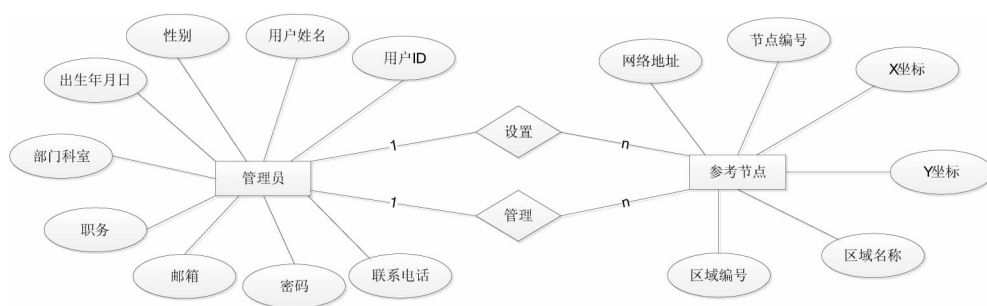 性别
用户姓名
用户ID
出生年月日
部门科室
管理员
职务
邮箱
密码
联系电话
1
设置
n
1
管理
n
网络地址
节点编号
X坐标
参考节点
Y坐标
区域编号
区域名称